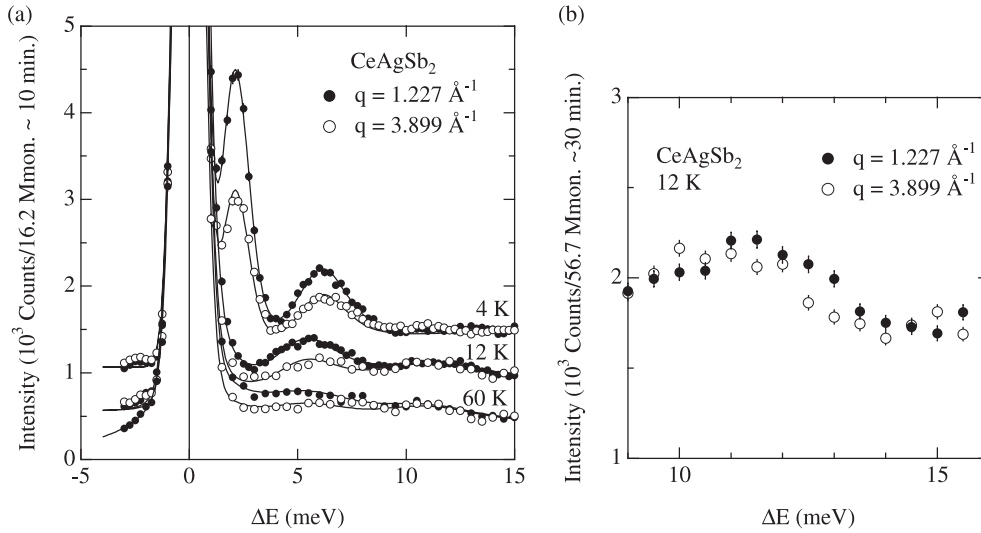 (a)
Intensity (10³ Counts/16.2 Mmon. ~ 10 min.)
5
4
3
2
1
0
CeAgSb₂
q = 1.227 Å⁻¹
q = 3.899 Å⁻¹
4 K
12 K
60 K
-5
0
5
10
15
ΔE (meV)
(b)
Intensity (10³ Counts/56.7 Mmon. ~30 min.)
3
2
1
CeAgSb₂
12 K
q = 1.227 Å⁻¹
q = 3.899 Å⁻¹
10
15
ΔE (meV)